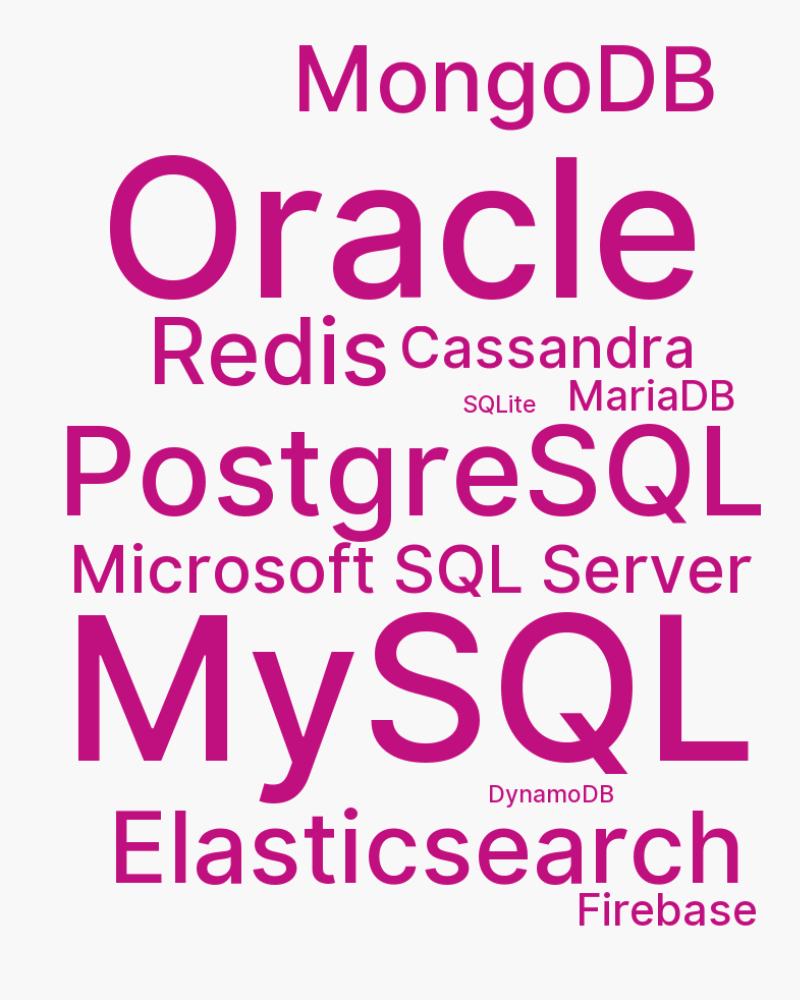 MongoDB
Oracle
Redis Cassandra
SQLite MariaDB
PostgreSQL
Microsoft SQL Server
MySQL
DynamoDB
Elasticsearch
Firebase